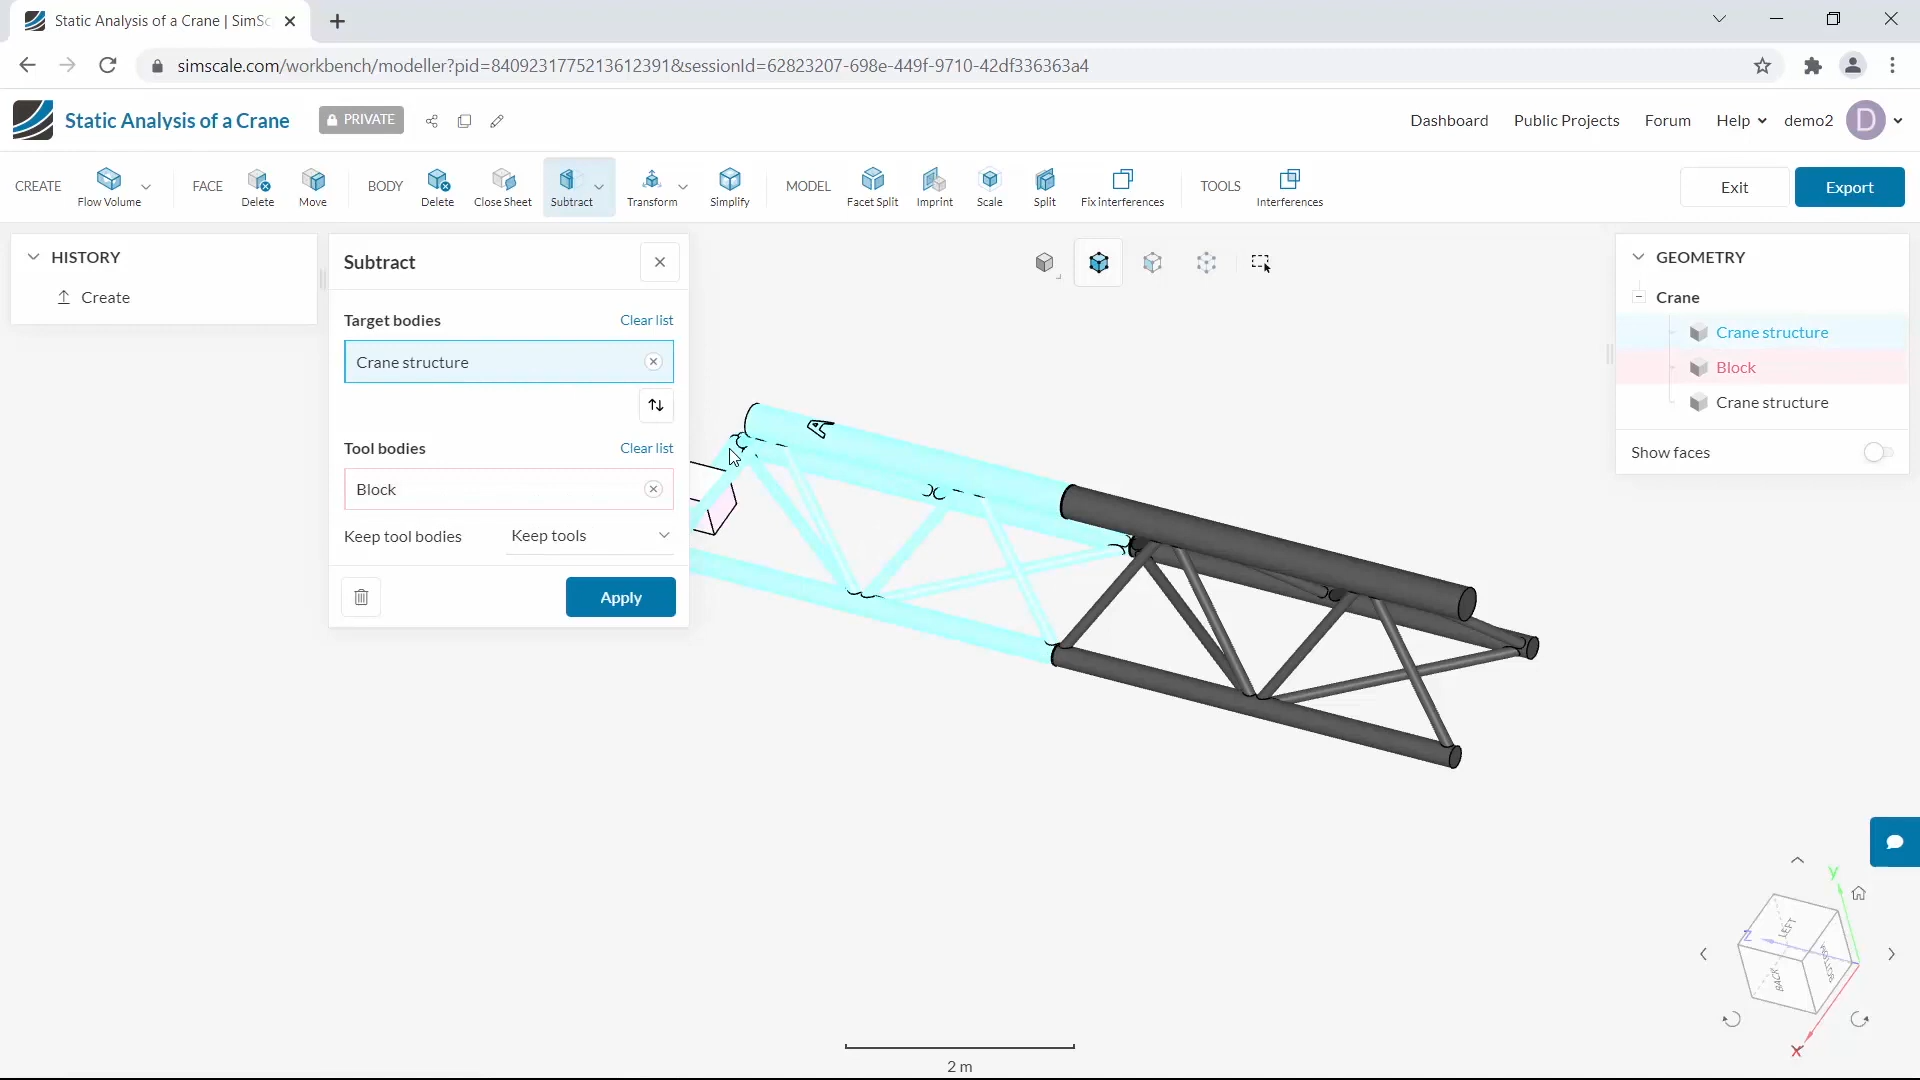 Static Analysis of a Crane | SimSc
simscale.com/workbench/modeller?pid=8409231775213612391&sessionId=62823207-698e-449f-9710-42df336363a4
Static Analysis of a Crane
PRIVATE
Dashboard
Public Projects
Forum
Help
demo2
D
CREATE
Flow Volume
FACE
Delete
Move
BODY
Delete
Close Sheet
Subtract
Transform
Simplify
MODEL
Facet Split
Imprint
Scale
Split
Fix interferences
TOOLS
Interferences
Exit
Export
HISTORY
Create
Subtract
Target bodies
Clear list
Crane structure
Tool bodies
Clear list
Block
Keep tool bodies
Keep tools
Apply
A
GEOMETRY
Crane
Crane structure
Block
Crane structure
Show faces
y
Z
LEFT
BOTTOM
BACK
X
2 m